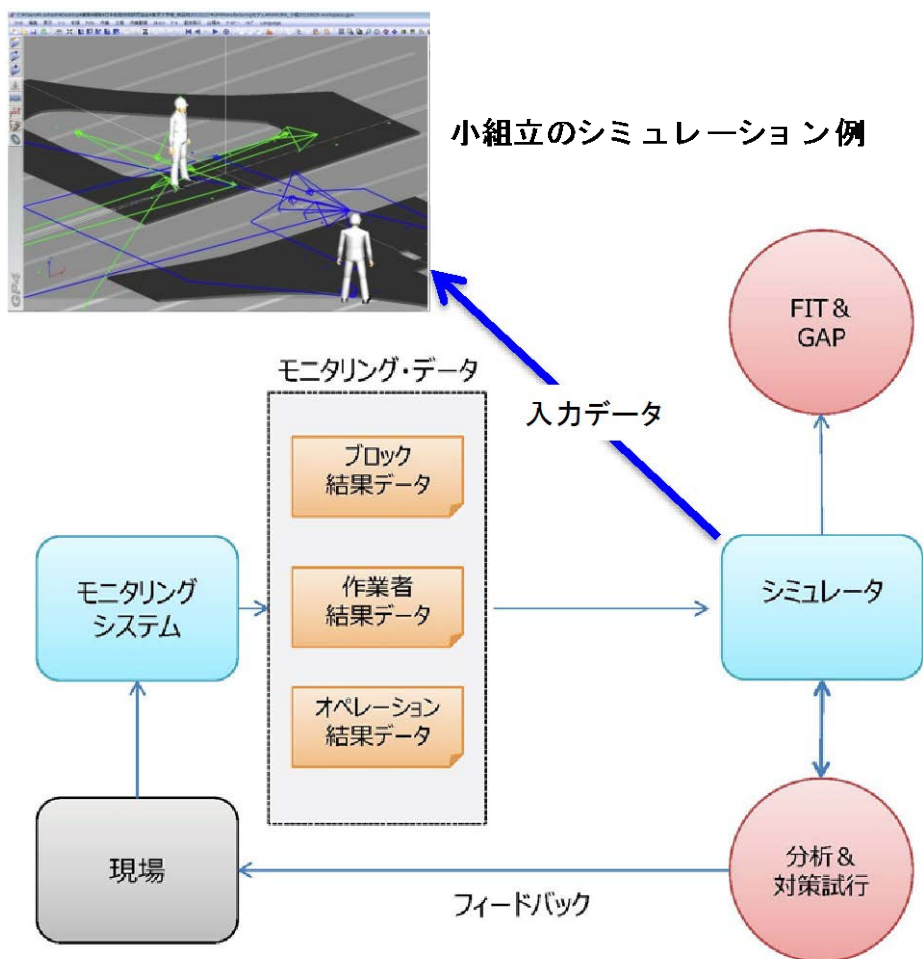 小組立のシミュレーション例
FIT &
GAP
モニタリング・データ
入力データ
ブロック
結果データ
モニタリング
システム
作業者
結果データ
シミュレータ
オペレーション
結果データ
現場
分析 &
対策試行
フィードバック
GP4